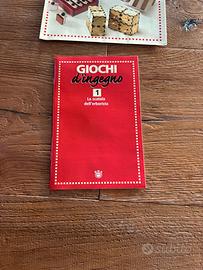 GIOCHI
d'ingegno
1
La scatola
dell'erborista
subito